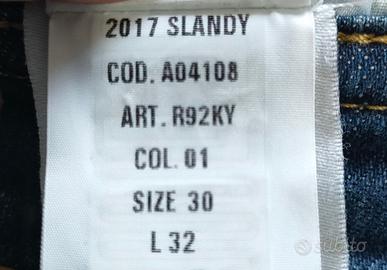 2017 SLANDY
COD. A04108
ART. R92KY
COL. 01
SIZE 30
L 32
subito